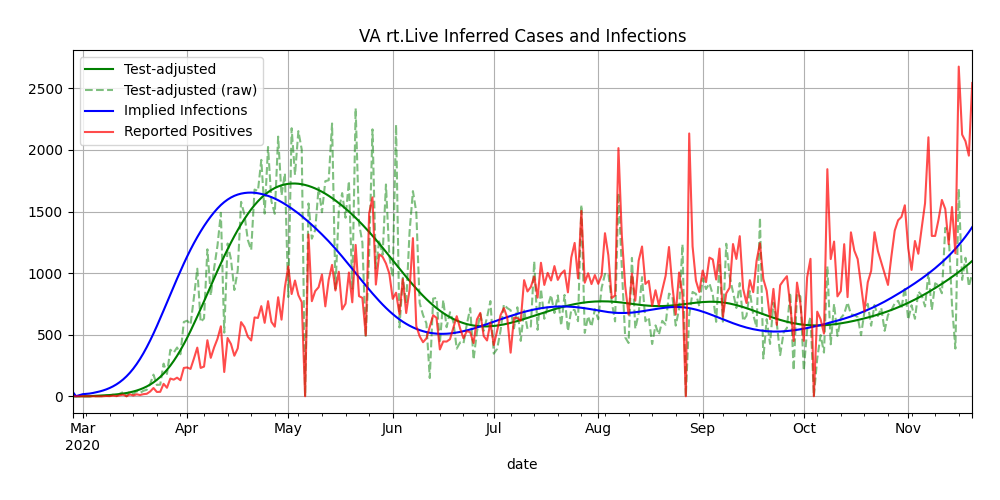 VA rt.Live Inferred Cases and Infections
Test-adjusted
Test-adjusted (raw)
Implied Infections
Reported Positives
2500
2000
1500
1000
500
0
Mar Apr May Jun Jul Aug Sep Oct Nov
2020
date